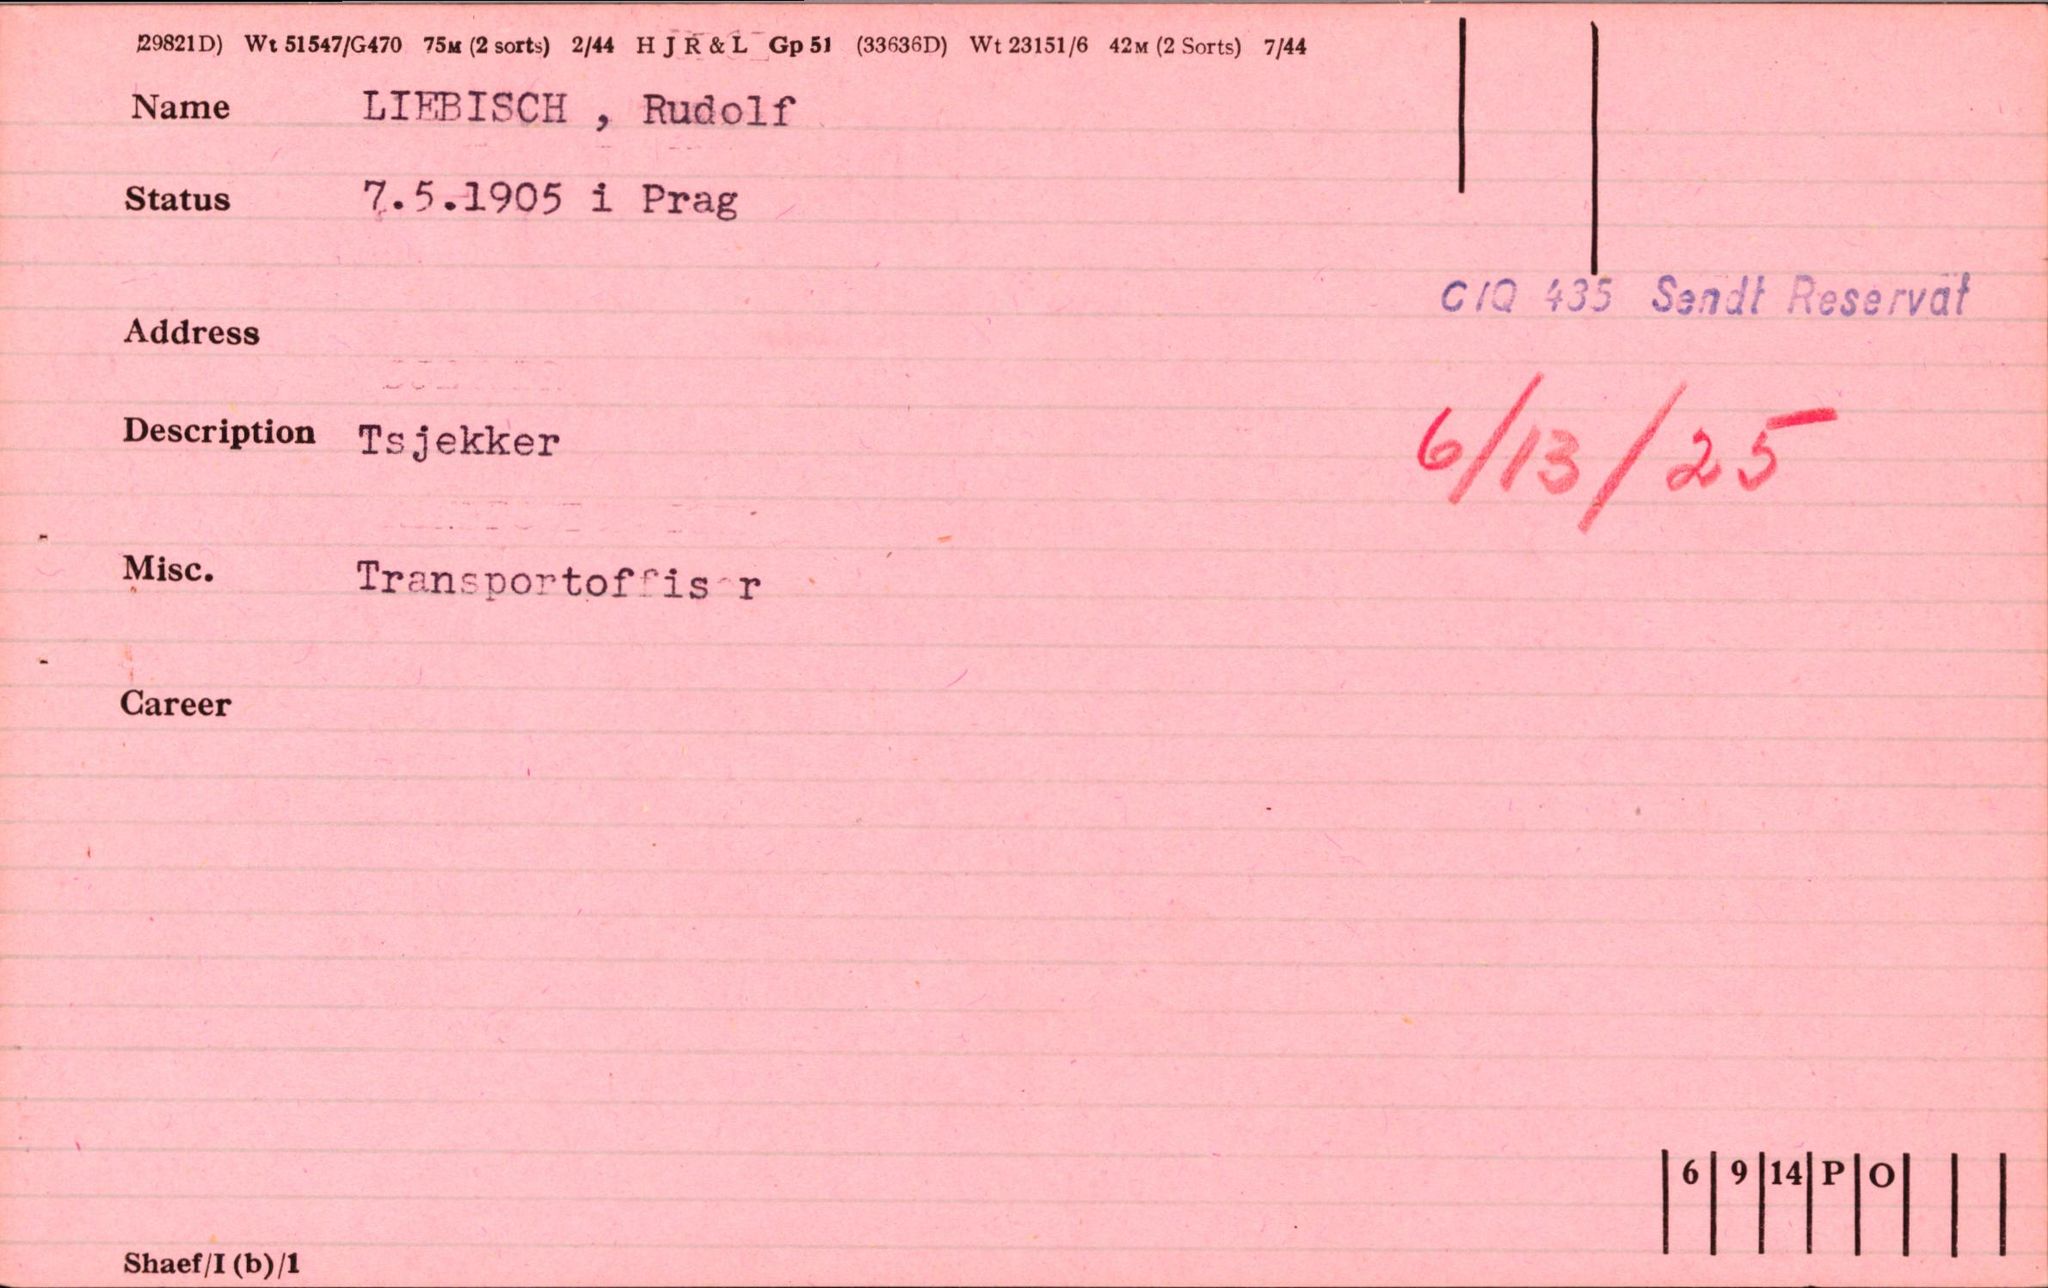 29821D) Wt 51547/G470 75M (2 sorts) 2/44 H J R & L Gp 51 (33636D) Wt 23151/6 42M (2 Sorts) 7/44
Name LIEBISCH , Rudolf
Status 7.5.1905 i Prag
CIQ 435 Sendt Reservat
Address
6/13/25
Description Tsjekker
Misc. Transportoffiser
Career
6 9 14 P O
Shaef/I (b)/1